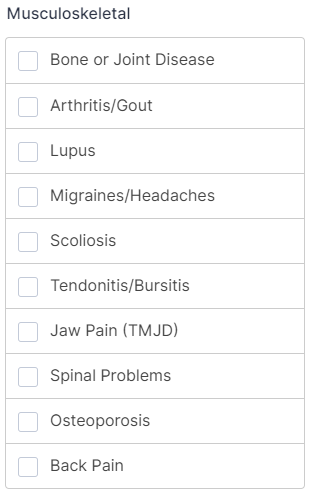 Musculoskeletal
Bone or Joint Disease
Arthritis/Gout
Lupus
Migraines/Headaches
Scoliosis
Tendonitis/Bursitis
Jaw Pain (TMJD)
Spinal Problems
Osteoporosis
Back Pain